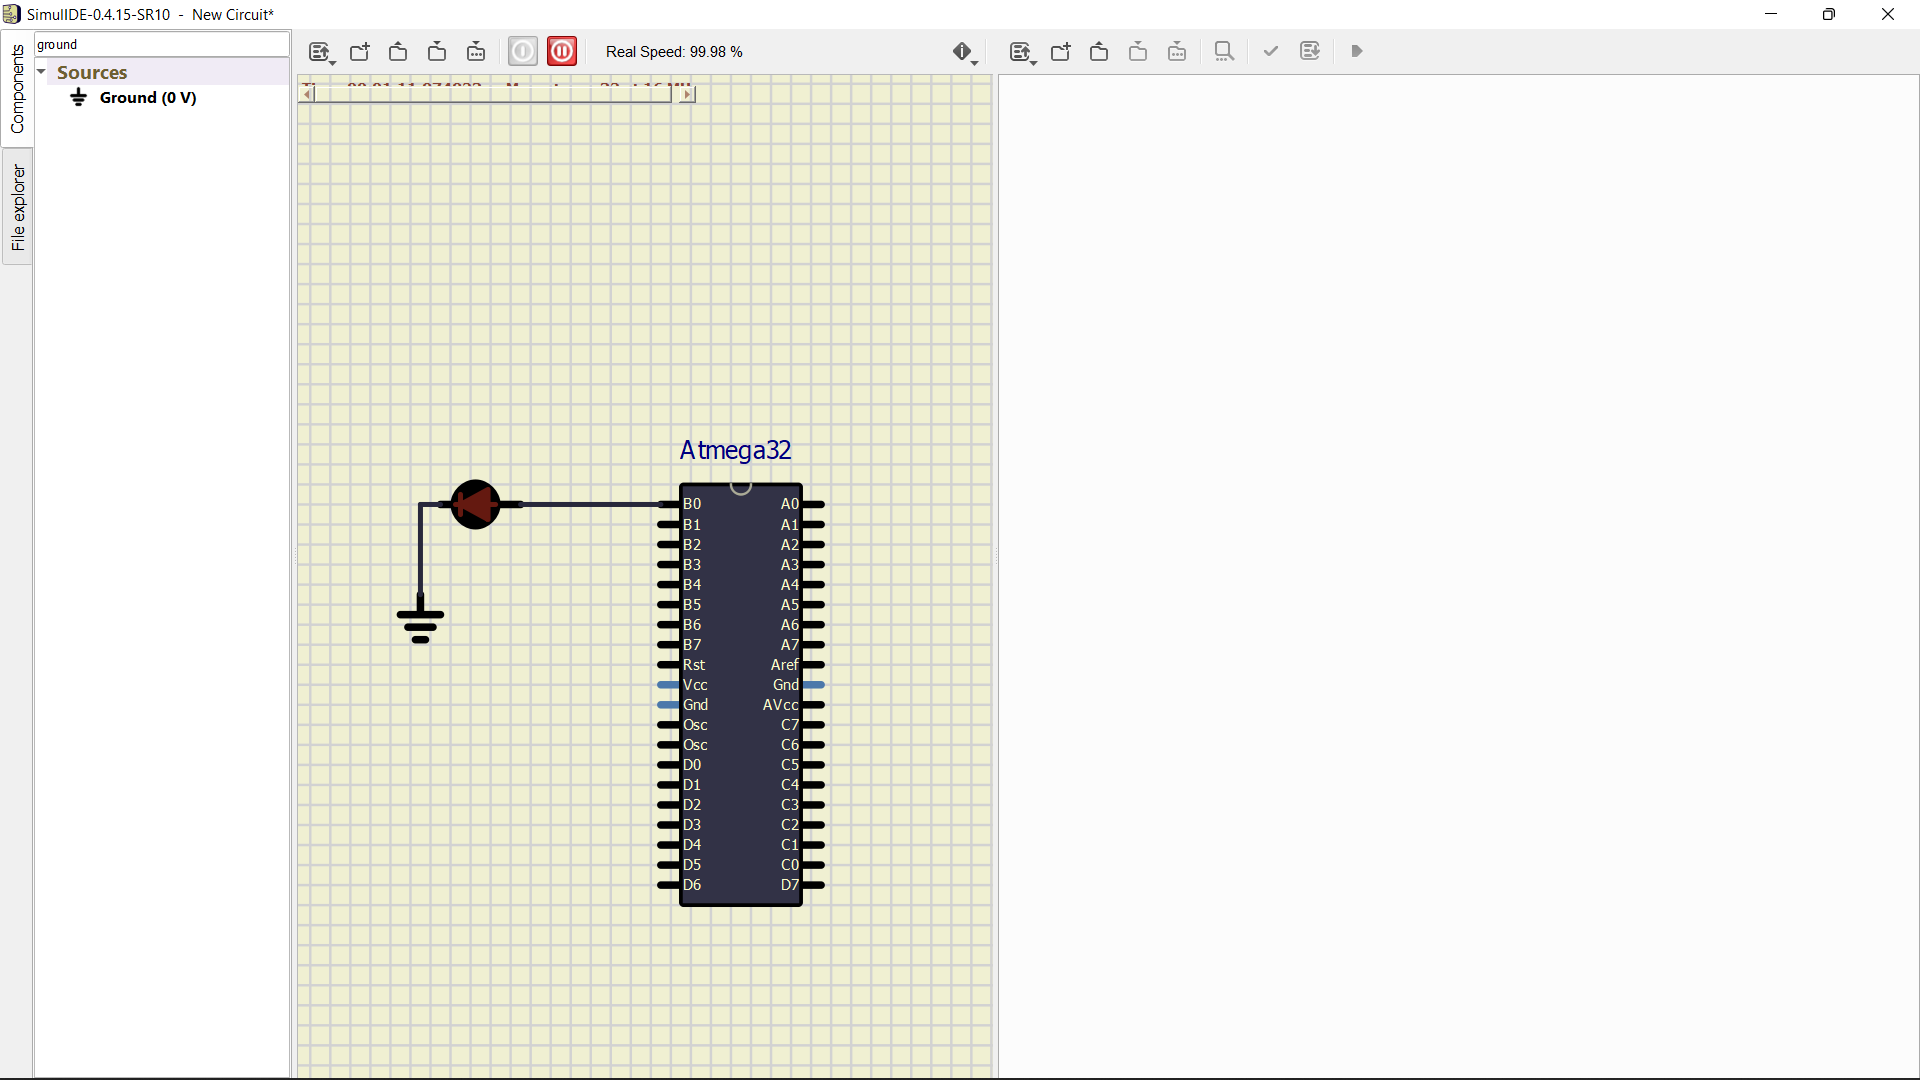 SimulIDE-0.4.15-SR10 - New Circuit*
Components
File explorer
ground
Sources
Ground (0 V)
Real Speed: 99.98 %
Atmega32
B0 A0
B1 A1
B2 A2
B3 A3
B4 A4
B5 A5
B6 A6
B7 A7
Rst Aref
Vcc Gnd
Gnd AVcc
Osc C7
Osc C6
D0 C5
D1 C4
D2 C3
D3 C2
D4 C1
D5 C0
D6 D7